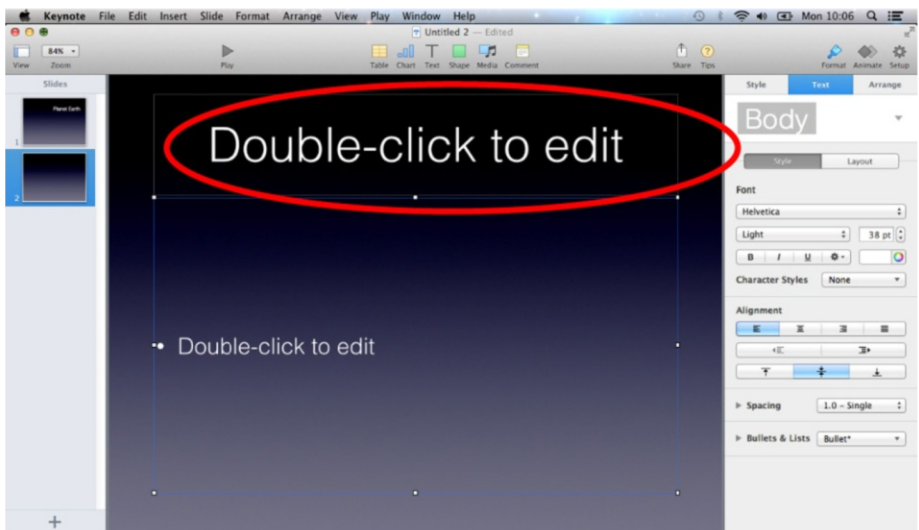 Keynote File Edit Insert Slide Format Arrange View Play Window Help Mon 10:06
Untitled 2 — Edited
84%
View Zoom Play Table Chart Text Shape Media Comment Share Tips Format Animate Setup
Slides
Style Text Arrange
Planet Earth
1
2
Double-click to edit
Double-click to edit
Body
Style Layout
Font
Helvetica
Light 38 pt
B I U
Character Styles None
Alignment
Spacing 1.0 – Single
Bullets & Lists Bullet*